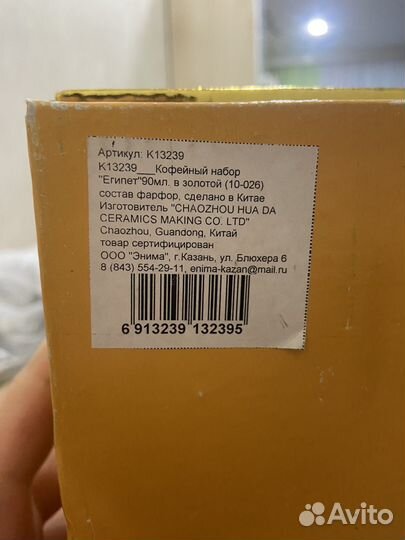 Артикул: K13239
K13239___Кофейный набор
"Египет"90мл. в золотой (10-026)
состав фарфор, сделано в Китае
Изготовитель "CHAOZHOU HUA DA
CERAMICS MAKING CO. LTD"
Chaozhou, Guandong, Китай
товар сертифицирован
ООО "Энима", г.Казань, ул. Блюхера 6
8 (843) 554-29-11, enima-kazan@mail.ru
6 913239 132395
Avito